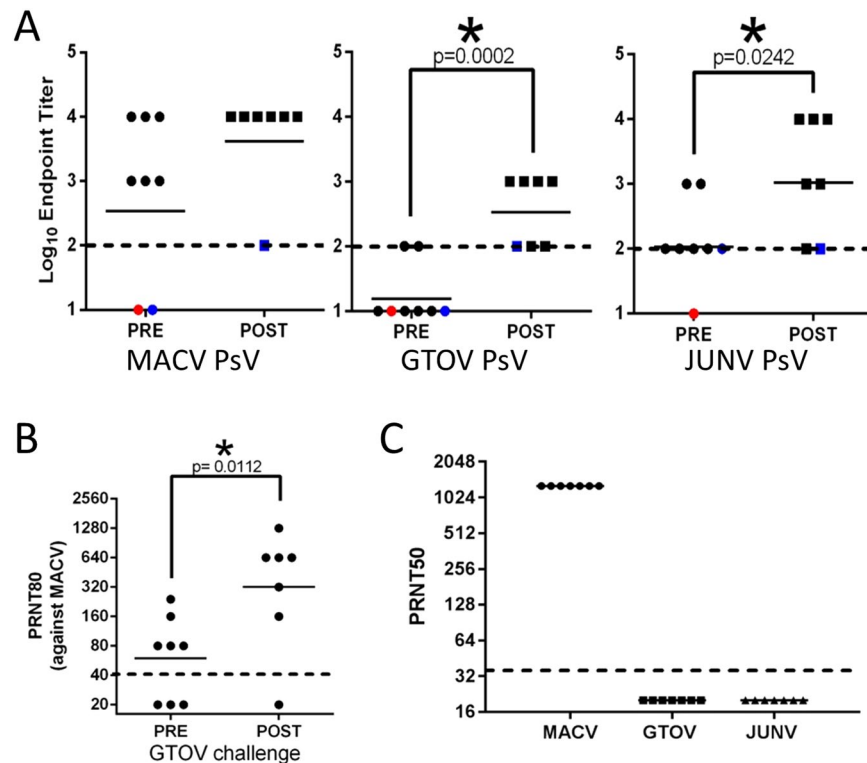 A
Log10 Endpoint Titer
5
4
3
2
1
PRE
POST
MACV PsV
*
p=0.0002
5
4
3
2
1
PRE
POST
GTOV PsV
*
p=0.0242
5
4
3
2
1
PRE
POST
JUNV PsV
B
*
p= 0.0112
PRNT80
(against MACV)
2560
1280
640
320
160
80
40
20
PRE
POST
GTOV challenge
C
PRNT50
2048
1024
512
256
128
64
32
16
MACV
GTOV
JUNV